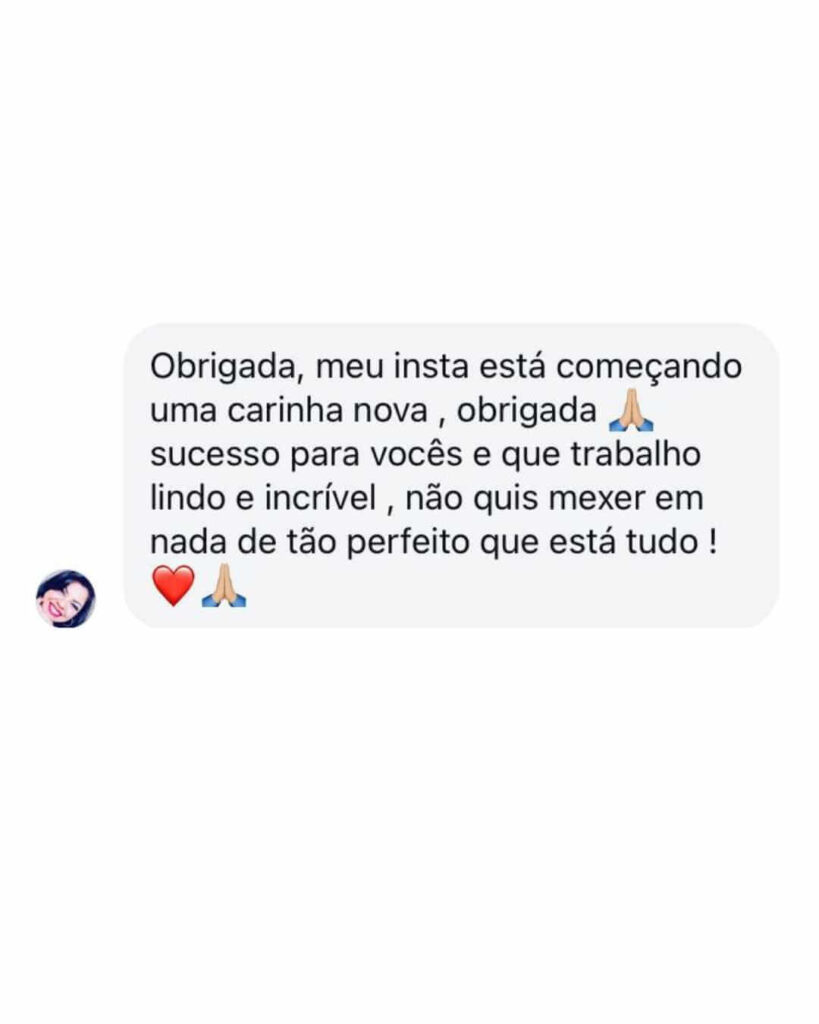 Obrigada, meu insta está começando
uma carinha nova , obrigada 🙏🏼
sucesso para vocês e que trabalho
lindo e incrível , não quis mexer em
nada de tão perfeito que está tudo !
❤️🙏🏼